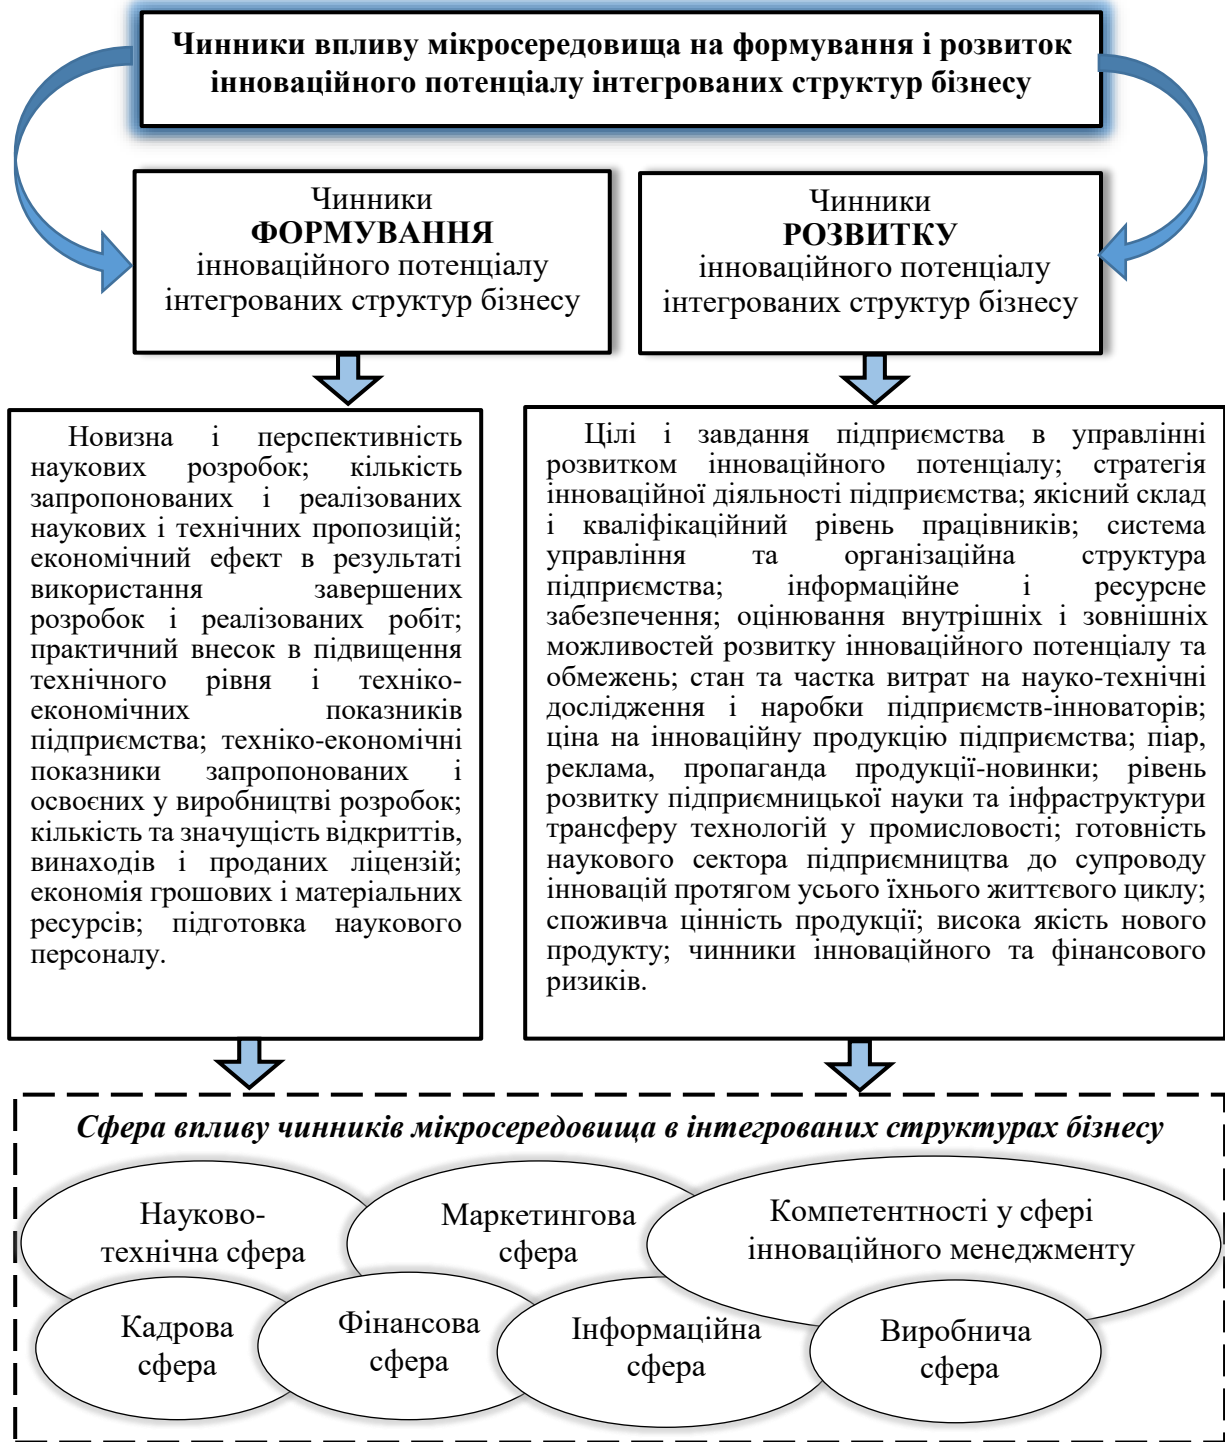 Чинники впливу мікросередовища на формування і розвиток
інноваційного потенціалу інтегрованих структур бізнесу
Чинники
ФОРМУВАННЯ
інноваційного потенціалу
інтегрованих структур бізнесу
Чинники
РОЗВИТКУ
інноваційного потенціалу
інтегрованих структур бізнесу
Новизна і перспективність
наукових розробок; кількість
запропонованих і реалізованих
наукових і технічних пропозицій;
економічний ефект в результаті
використання завершених
розробок і реалізованих робіт;
практичний внесок в підвищення
технічного рівня і техніко-
економічних показників
підприємства; техніко-економічні
показники запропонованих і
освоєних у виробництві розробок;
кількість та значущість відкриттів,
винаходів і проданих ліцензій;
економія грошових і матеріальних
ресурсів; підготовка наукового
персоналу.
Цілі і завдання підприємства в управлінні
розвитком інноваційного потенціалу; стратегія
інноваційної діяльності підприємства; якісний склад
і кваліфікаційний рівень працівників; система
управління та організаційна структура
підприємства; інформаційне і ресурсне
забезпечення; оцінювання внутрішніх і зовнішніх
можливостей розвитку інноваційного потенціалу та
обмежень; стан та частка витрат на науко-технічні
дослідження і наробки підприємств-інноваторів;
ціна на інноваційну продукцію підприємства; піар,
реклама, пропаганда продукції-новинки; рівень
розвитку підприємницької науки та інфраструктури
трансферу технологій у промисловості; готовність
наукового сектора підприємництва до супроводу
інновацій протягом усього їхнього життєвого циклу;
споживча цінність продукції; висока якість нового
продукту; чинники інноваційного та фінансового
ризиків.
Сфера впливу чинників мікросередовища в інтегрованих структурах бізнесу
Науково-
технічна сфера
Маркетингова
сфера
Компетентності у сфері
інноваційного менеджменту
Кадрова
сфера
Фінансова
сфера
Інформаційна
сфера
Виробнича
сфера